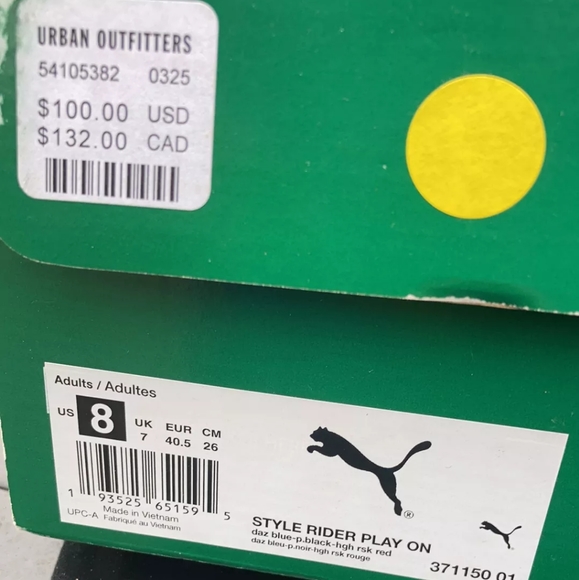 URBAN OUTFITTERS
54105382 0325
$100.00 USD
$132.00 CAD
Adults / Adultes
US 8 UK 7 EUR 40.5 CM 26
1 93525 65159 5
UPC-A Made in Vietnam
Fabriqué au Vietnam
®
STYLE RIDER PLAY ON
daz blue-p.black-hgh rsk red
daz bleu-p.noir-hgh rsk rouge
371150 01